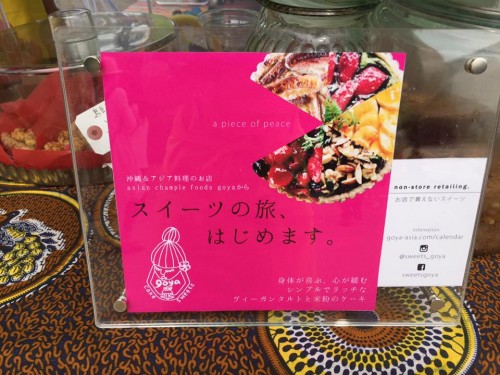 a piece of peace
沖縄&アジア料理のお店
asian chample foods goyaから
スイーツの旅、
はじめます。
goya
身体が喜ぶ、心が緩む
シンプルでリッチな
ヴィーガンタルトと米粉のケーキ
non-store retailing.
お店で買えないスイーツ
information
goya-asia.com/calendar
@sweets_goya
sweetsgoya